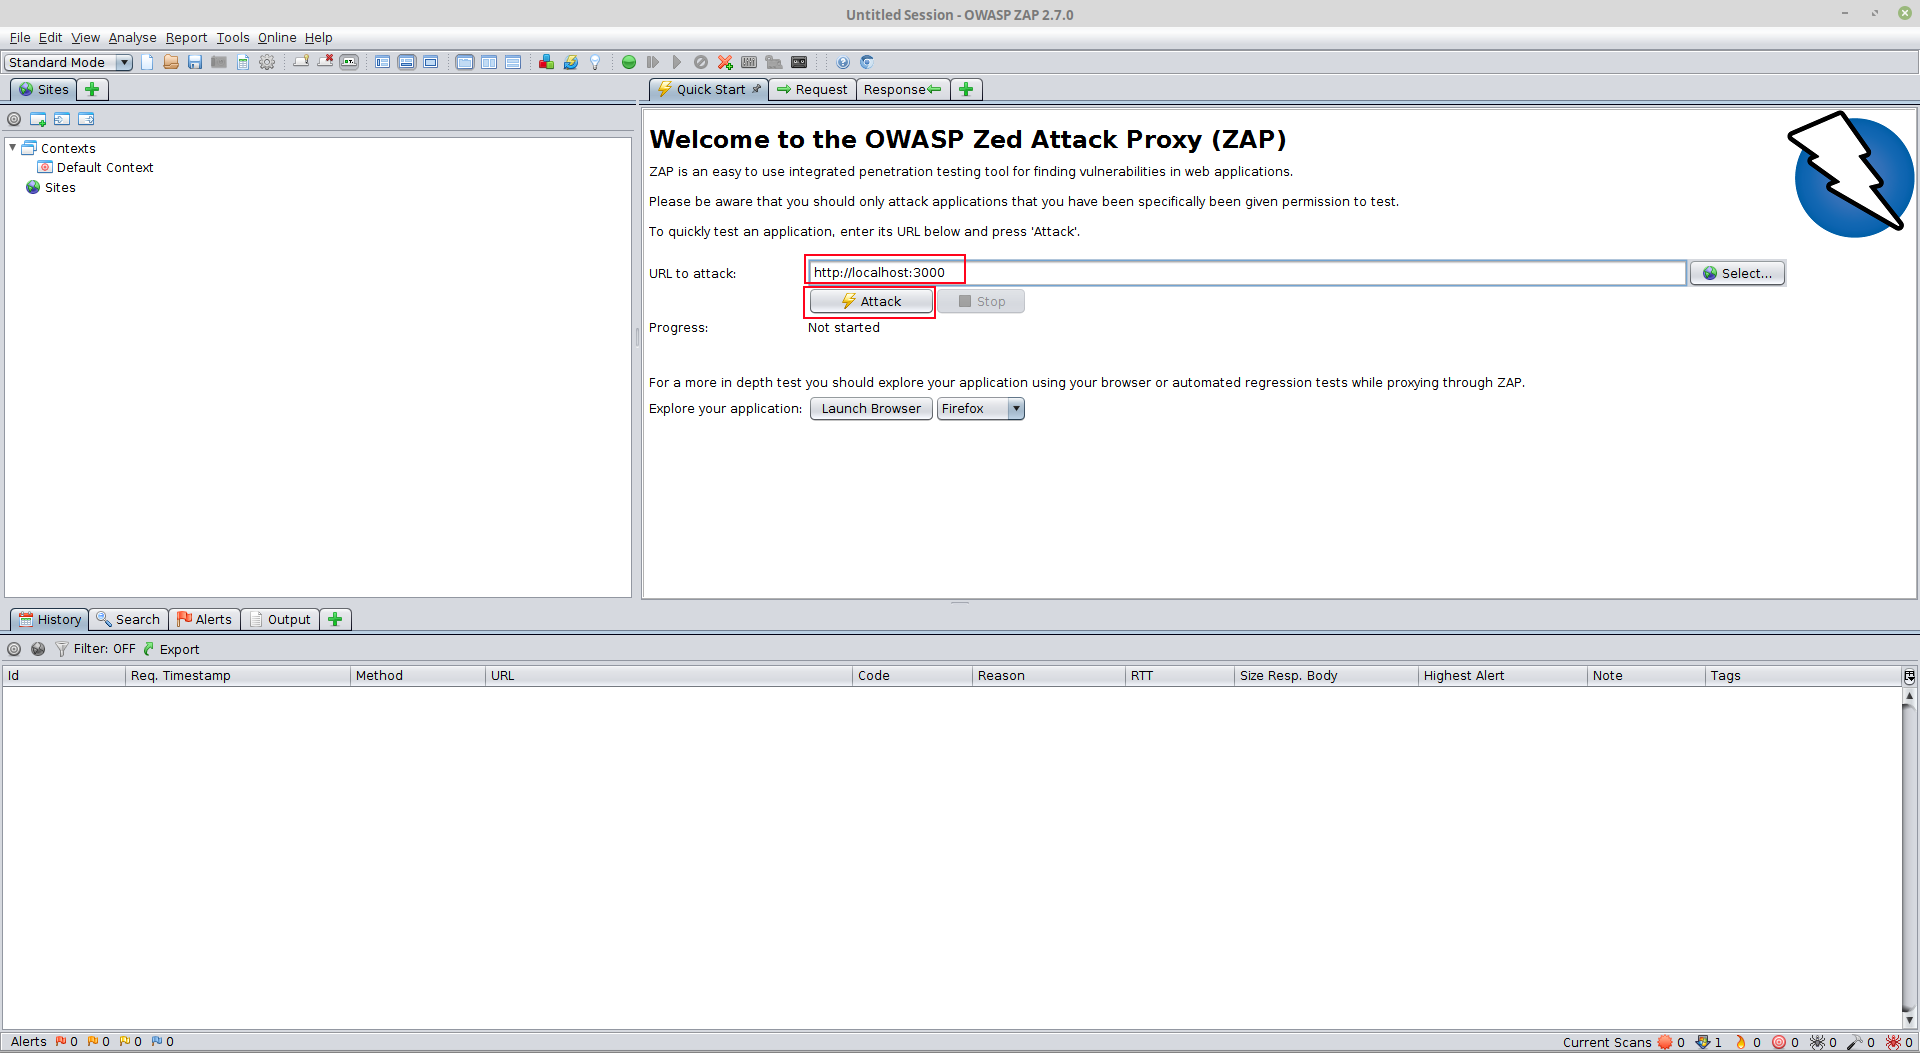 Untitled Session - OWASP ZAP 2.7.0
File Edit View Analyse Report Tools Online Help
Standard Mode
Sites
Quick Start Request Response
Contexts
Default Context
Sites
Welcome to the OWASP Zed Attack Proxy (ZAP)
ZAP is an easy to use integrated penetration testing tool for finding vulnerabilities in web applications.
Please be aware that you should only attack applications that you have been specifically been given permission to test.
To quickly test an application, enter its URL below and press 'Attack'.
URL to attack: http://localhost:3000 Select...
Attack Stop
Progress: Not started
For a more in depth test you should explore your application using your browser or automated regression tests while proxying through ZAP.
Explore your application: Launch Browser Firefox
History Search Alerts Output
Filter: OFF Export
Id Req. Timestamp Method URL Code Reason RTT Size Resp. Body Highest Alert Note Tags
Alerts 0 0 0 0 Current Scans 0 1 0 0 0 0 0